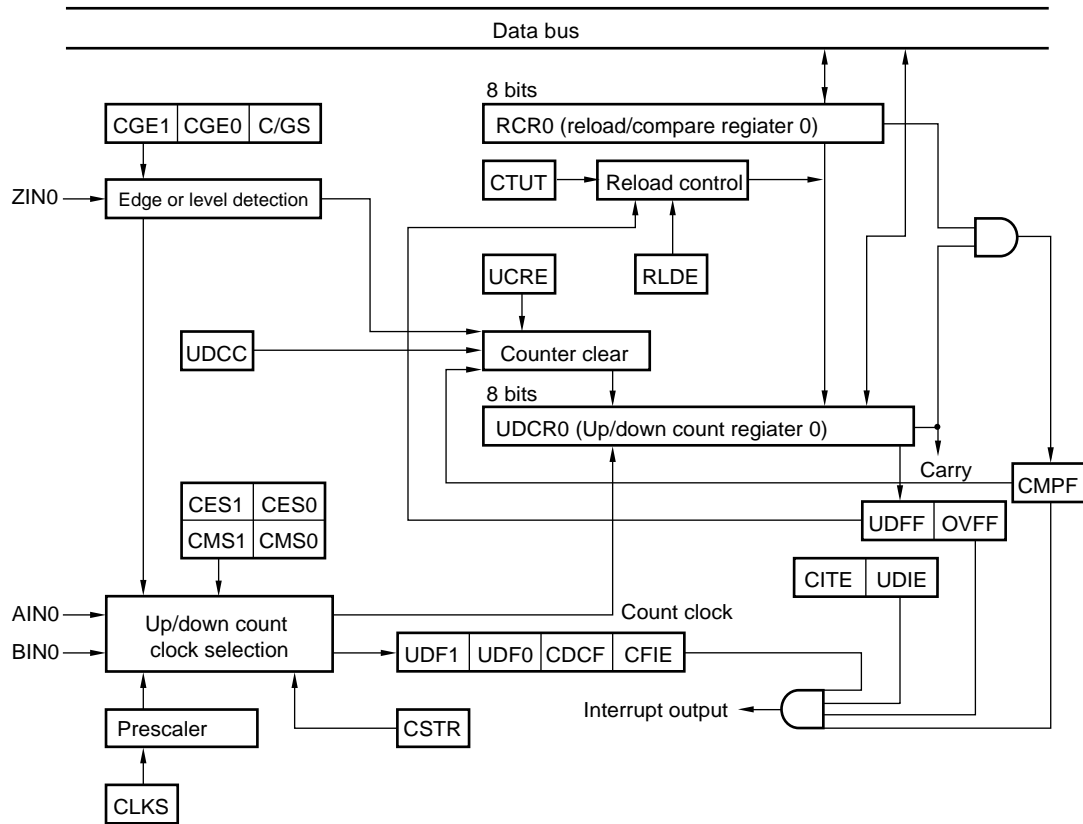 Data bus
8 bits
CGE1 CGE0 C/GS
RCR0 (reload/compare regiater 0)
CTUT
Reload control
ZIN0
Edge or level detection
UCRE
RLDE
UDCC
Counter clear
8 bits
UDCR0 (Up/down count regiater 0)
Carry
CMPF
CES1 CES0
CMS1 CMS0
UDFF OVFF
CITE UDIE
AIN0
BIN0
Up/down count
clock selection
Count clock
UDF1 UDF0 CDCF CFIE
Interrupt output
Prescaler
CSTR
CLKS